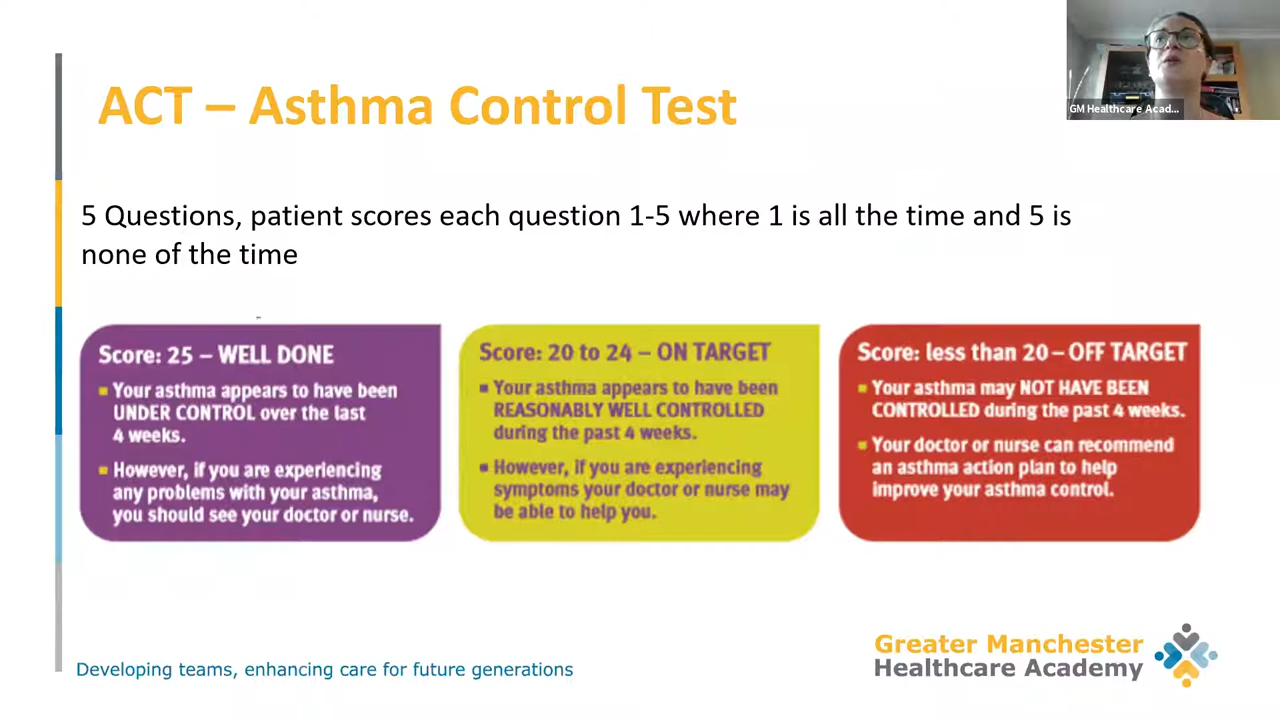 ACT – Asthma Control Test
GM Healthcare Acad...
5 Questions, patient scores each question 1-5 where 1 is all the time and 5 is
none of the time
Score: 25 – WELL DONE
▪ Your asthma appears to have been
UNDER CONTROL over the last
4 weeks.
▪ However, if you are experiencing
any problems with your asthma,
you should see your doctor or nurse.
Score: 20 to 24 – ON TARGET
▪ Your asthma appears to have been
REASONABLY WELL CONTROLLED
during the past 4 weeks.
▪ However, if you are experiencing
symptoms your doctor or nurse may
be able to help you.
Score: less than 20 – OFF TARGET
▪ Your asthma may NOT HAVE BEEN
CONTROLLED during the past 4 weeks.
▪ Your doctor or nurse can recommend
an asthma action plan to help
improve your asthma control.
Developing teams, enhancing care for future generations
Greater Manchester
Healthcare Academy